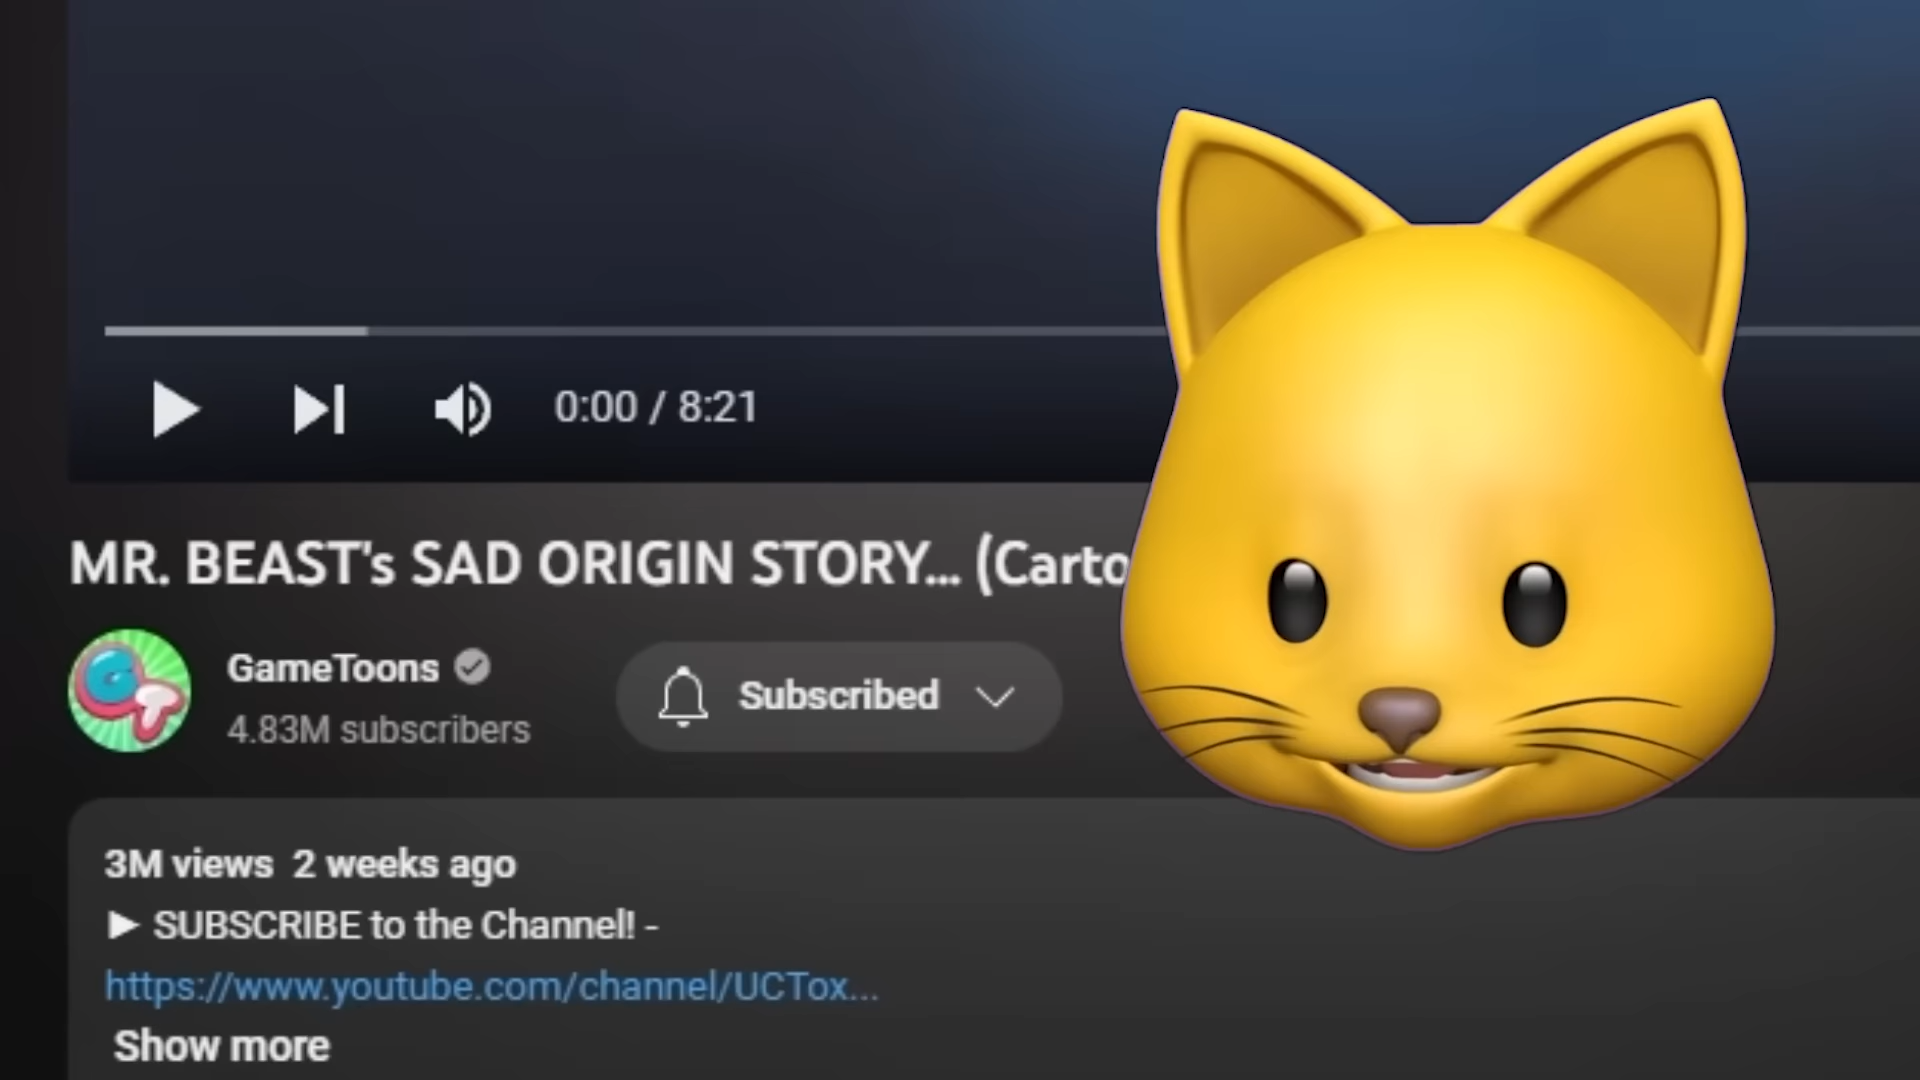 0:00 / 8:21
MR. BEAST's SAD ORIGIN STORY... (Carto
GameToons
4.83M subscribers
Subscribed
3M views 2 weeks ago
▶ SUBSCRIBE to the Channel! -
https://www.youtube.com/channel/UCTox...
Show more